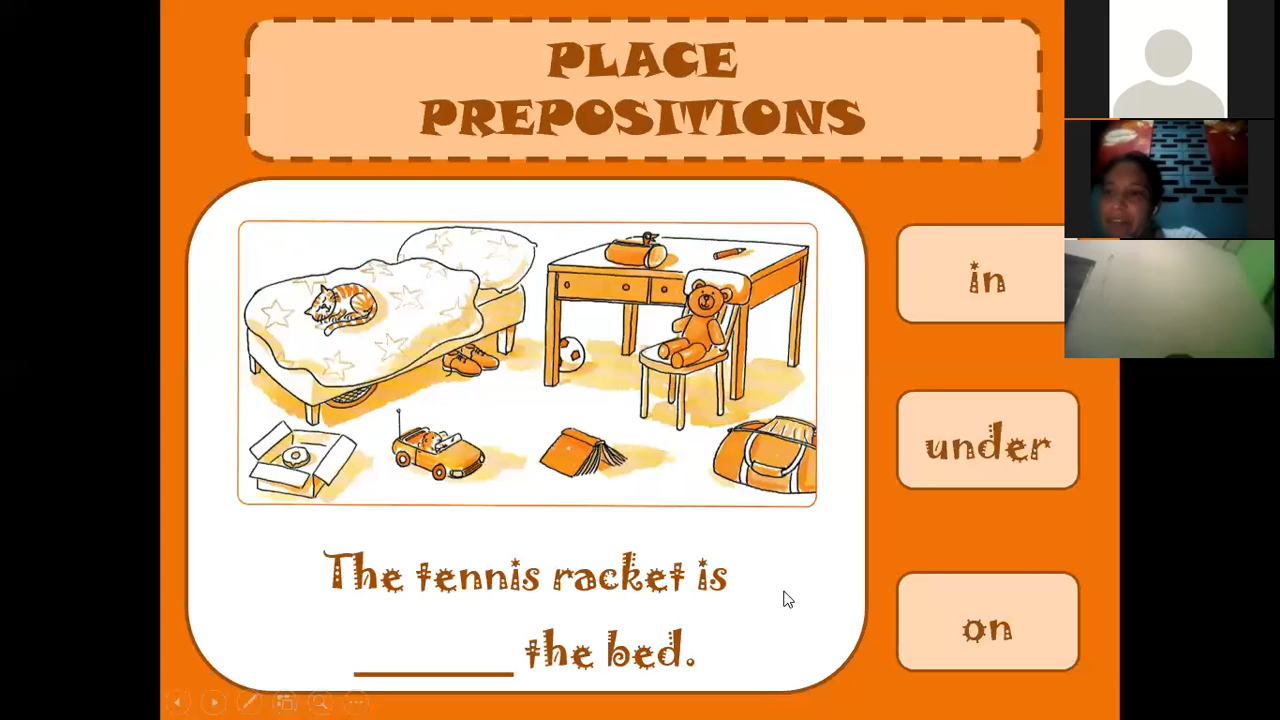 PLACE
PREPOSITIONS
in
under
on
The tennis racket is
________ the bed.